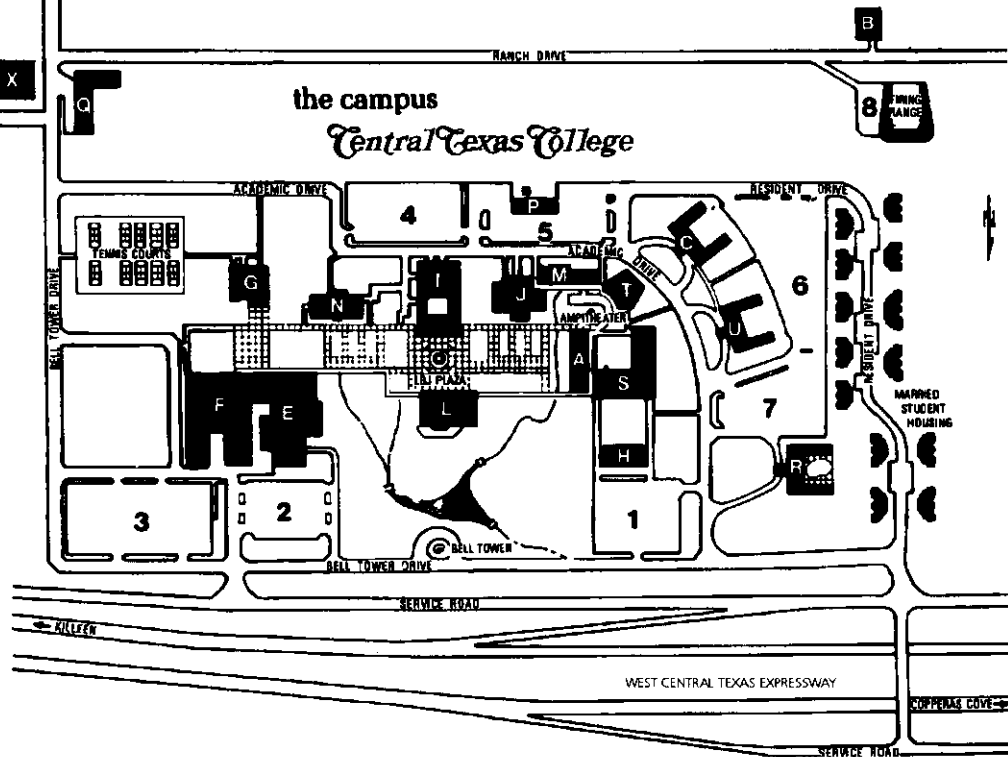 B
X
RANCH DRIVE
Q
the campus
8
FIRING
RANGE
Central Texas College
ACADEMIC DRIVE
RESIDENT DRIVE
P
4
5
N
TENNIS COURTS
ACADEMIC DRIVE
C
G
I
M
J
T
6
N
AMPITHEATER
BELL TOWER DRIVE
U
RESIDENT DRIVE
A
LBJ PLAZA
S
F
E
L
7
MARRIED
STUDENT
HOUSING
H
R
3
2
1
BELL TOWER
BELL TOWER DRIVE
SERVICE ROAD
KILLEEN
WEST CENTRAL TEXAS EXPRESSWAY
COPPERAS COVE
SERVICE ROAD